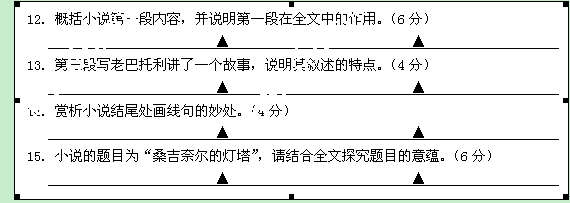 12. 概括小说第一段内容，并说明第一段在全文中的作用。(6分)
▲ ▲
13. 第三段写老巴托利讲了一个故事，说明其叙述的特点。(4分)
▲ ▲
14. 赏析小说结尾处画线句的妙处。(4分)
▲ ▲
15. 小说的题目为“桑吉奈尔的灯塔”，请结合全文探究题目的意蕴。(6分)
▲ ▲